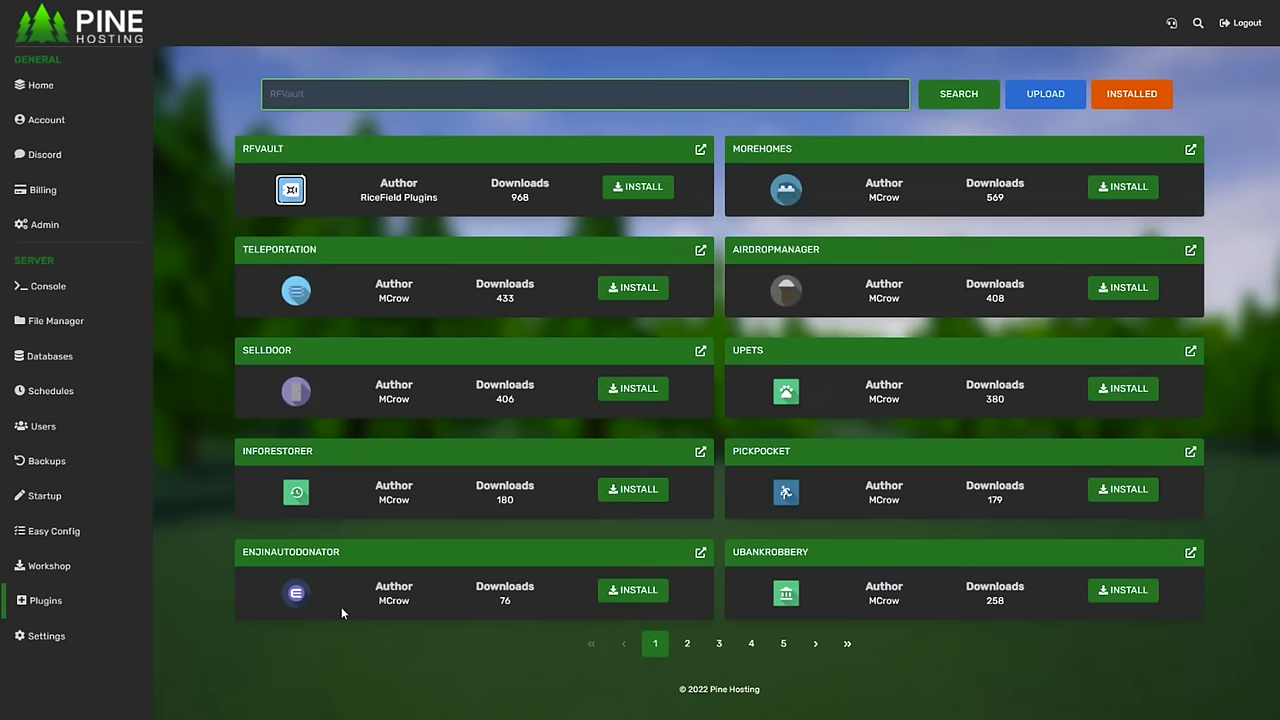 PINE
HOSTING
Logout
GENERAL
Home
Account
Discord
Billing
Admin
SERVER
Console
File Manager
Databases
Schedules
Users
Backups
Startup
Easy Config
Workshop
Plugins
Settings
RFVault
SEARCH
UPLOAD
INSTALLED
RFVAULT
Author
RiceField Plugins
Downloads
968
INSTALL
MOREHOMES
Author
MCrow
Downloads
569
INSTALL
TELEPORTATION
Author
MCrow
Downloads
433
INSTALL
AIRDROPMANAGER
Author
MCrow
Downloads
408
INSTALL
SELLDOOR
Author
MCrow
Downloads
406
INSTALL
UPETS
Author
MCrow
Downloads
380
INSTALL
INFORESTORER
Author
MCrow
Downloads
180
INSTALL
PICKPOCKET
Author
MCrow
Downloads
179
INSTALL
ENJINAUTODONATOR
Author
MCrow
Downloads
76
INSTALL
UBANKROBBERY
Author
MCrow
Downloads
258
INSTALL
« ‹ 1 2 3 4 5 › »
© 2022 Pine Hosting